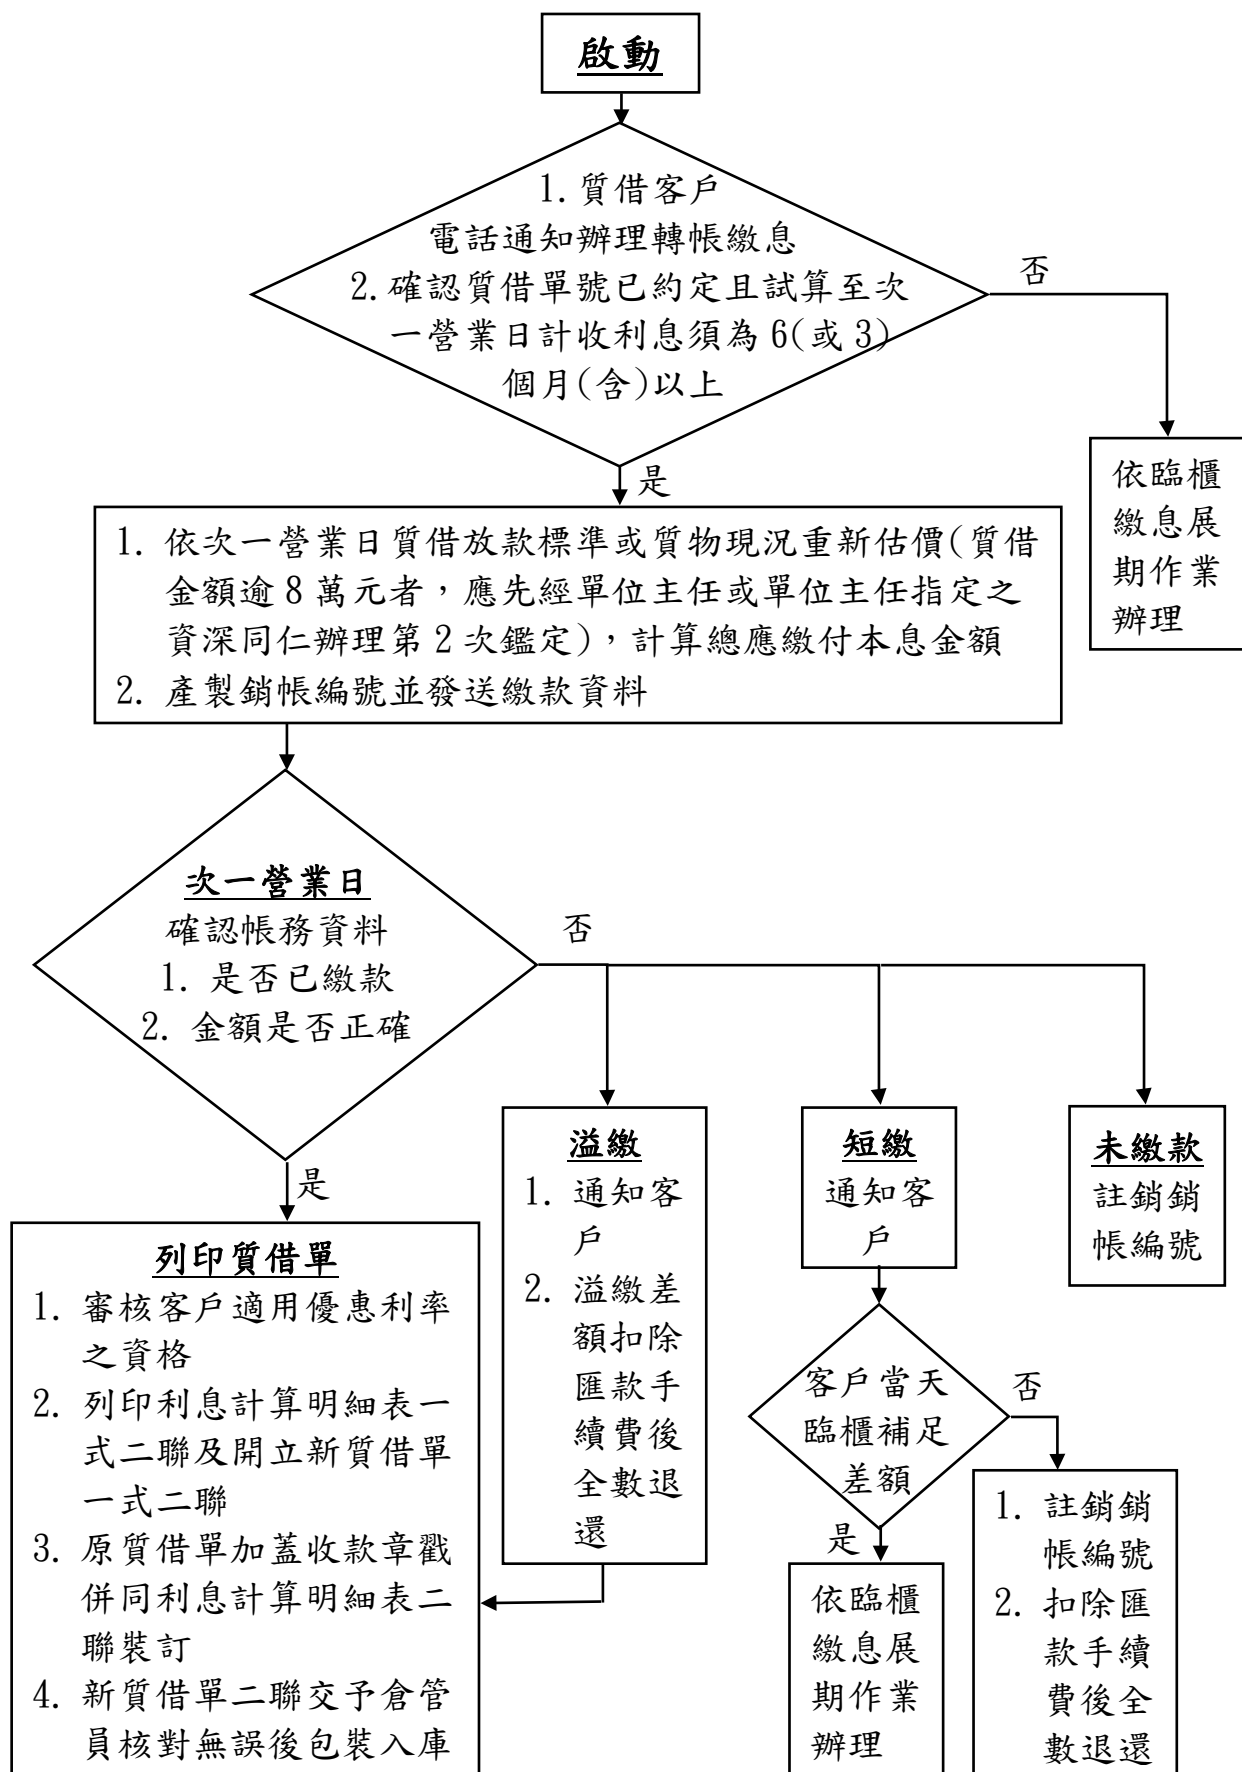 啟動
1.質借客戶
電話通知辦理轉帳繳息
2.確認質借單號已約定且試算至次
一營業日計收利息須為 6(或 3)
個月(含)以上
否
是
依臨櫃
繳息展
期作業
辦理
1. 依次一營業日質借放款標準或質物現況重新估價(質借
金額逾 8 萬元者，應先經單位主任或單位主任指定之
資深同仁辦理第 2 次鑑定)，計算總應繳付本息金額
2. 產製銷帳編號並發送繳款資料
次一營業日
確認帳務資料
1. 是否已繳款
2. 金額是否正確
否
是
溢繳
1. 通知客
戶
2. 溢繳差
額扣除
匯款手
續費後
全數退
還
短繳
通知客
戶
未繳款
註銷銷
帳編號
列印質借單
1. 審核客戶適用優惠利率
之資格
2. 列印利息計算明細表一
式二聯及開立新質借單
一式二聯
3. 原質借單加蓋收款章戳
併同利息計算明細表二
聯裝訂
4. 新質借單二聯交予倉管
員核對無誤後包裝入庫
客戶當天
臨櫃補足
差額
否
是
依臨櫃
繳息展
期作業
辦理
1. 註銷銷
帳編號
2. 扣除匯
款手續
費後全
數退還